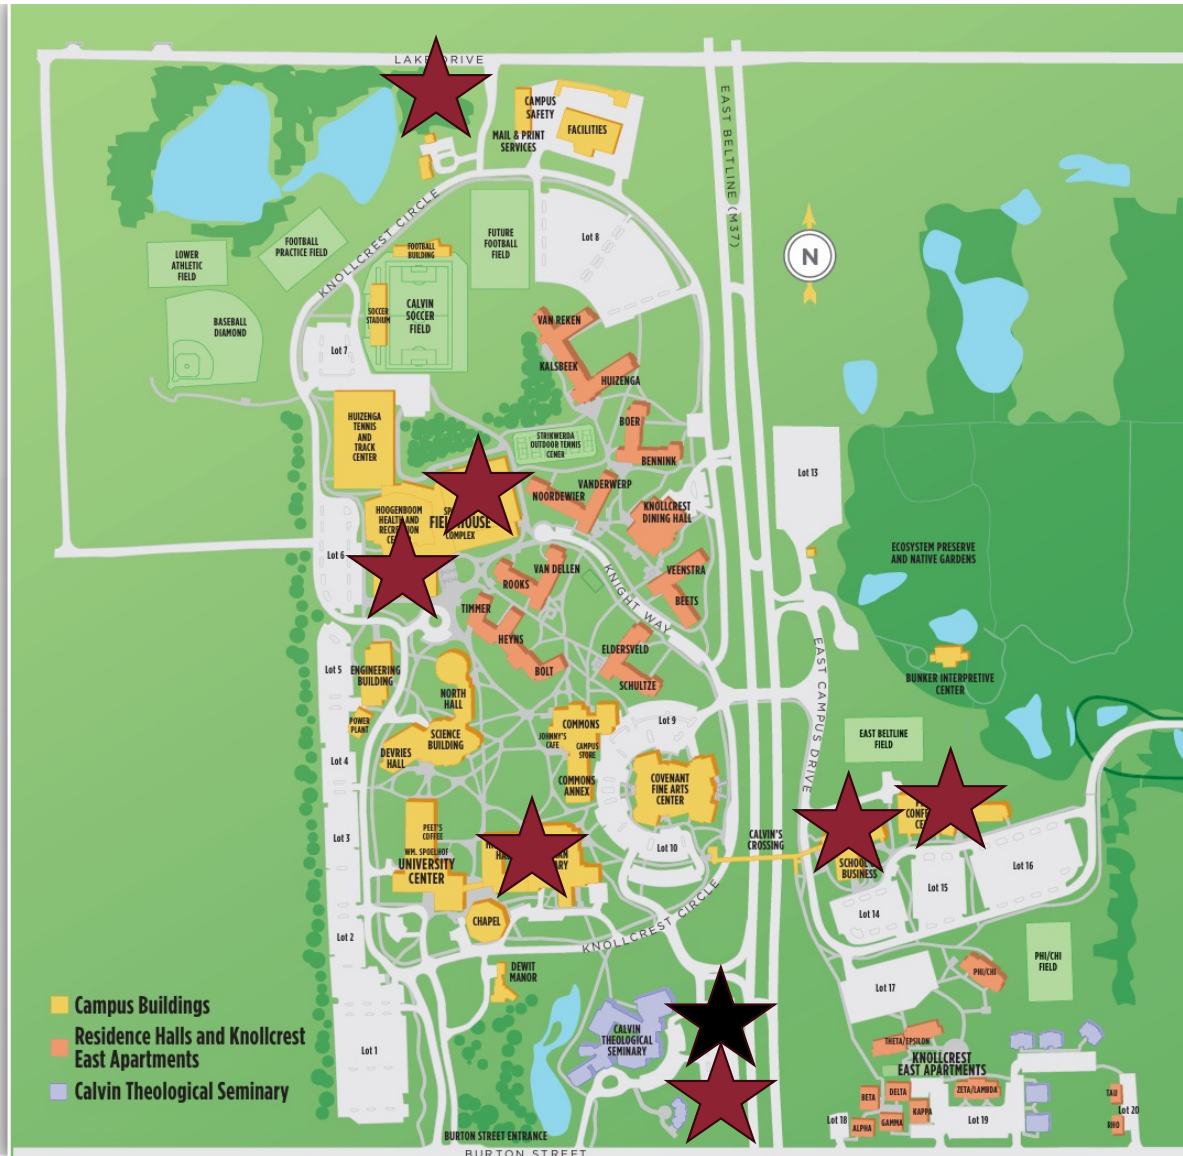 LAKE DRIVE
CAMPUS
SAFETY
FACILITIES
MAIL & PRINT
SERVICES
EAST BELTLINE (M37)
KNOLLCREST CIRCLE
N
LOWER
ATHLETIC
FIELD
FOOTBALL
PRACTICE FIELD
FOOTBALL
BUILDING
FUTURE
FOOTBALL
FIELD
Lot 8
BASEBALL
DIAMOND
SOCCER
STADIUM
CALVIN
SOCCER
FIELD
Lot 7
VAN REKEN
KALSBEEK
HUIZENGA
HUIZENGA
TENNIS
AND
TRACK
CENTER
STRIKWERDA
OUTDOOR TENNIS
CENER
BOER
BENNINK
Lot 13
NOORDEWIER
VANDERWERP
KNOLLCREST
DINING HALL
HOOGENBOOM
HEALTH AND
FIELDHOUSE
COMPLEX
Lot 6
ECOSYSTEM PRESERVE
AND NATIVE GARDENS
VAN DELLEN
ROOKS
KNIGHT WAY
VEENSTRA
BEETS
TIMMER
HEYNS
BOLT
ELDERSVELD
SCHULTZE
Lot 5
ENGINEERING
BUILDING
NORTH
HALL
EAST CAMPUS DRIVE
BUNKER INTERPRETIVE
CENTER
POWER
PLANT
SCIENCE
BUILDING
DEVRIES
HALL
COMMONS
JOHNNY'S
CAFE
CAMPUS
STORE
COMMONS
ANNEX
Lot 9
EAST BELTLINE
FIELD
Lot 4
COVENANT
FINE ARTS
CENTER
Lot 3
PEET'S
COFFEE
WM. SPOELHOF
UNIVERSITY
CENTER
Lot 10
CALVIN'S
CROSSING
SCHOOL OF
BUSINESS
Lot 16
Lot 15
Lot 14
CHAPEL
KNOLLCREST CIRCLE
Lot 2
DEWIT
MANOR
PHI/CHI
PHI/CHI
FIELD
Lot 17
Campus Buildings
Residence Halls and Knollcrest
East Apartments
Calvin Theological Seminary
CALVIN
THEOLOGICAL
SEMINARY
Lot 1
THETA/EPSILON
KNOLLCREST
EAST APARTMENTS
BETA
DELTA
ZETA/LAMBDA
KAPPA
GAMMA
ALPHA
Lot 18
Lot 19
TAU
Lot 20
RHO
BURTON STREET ENTRANCE
BURTON STREET